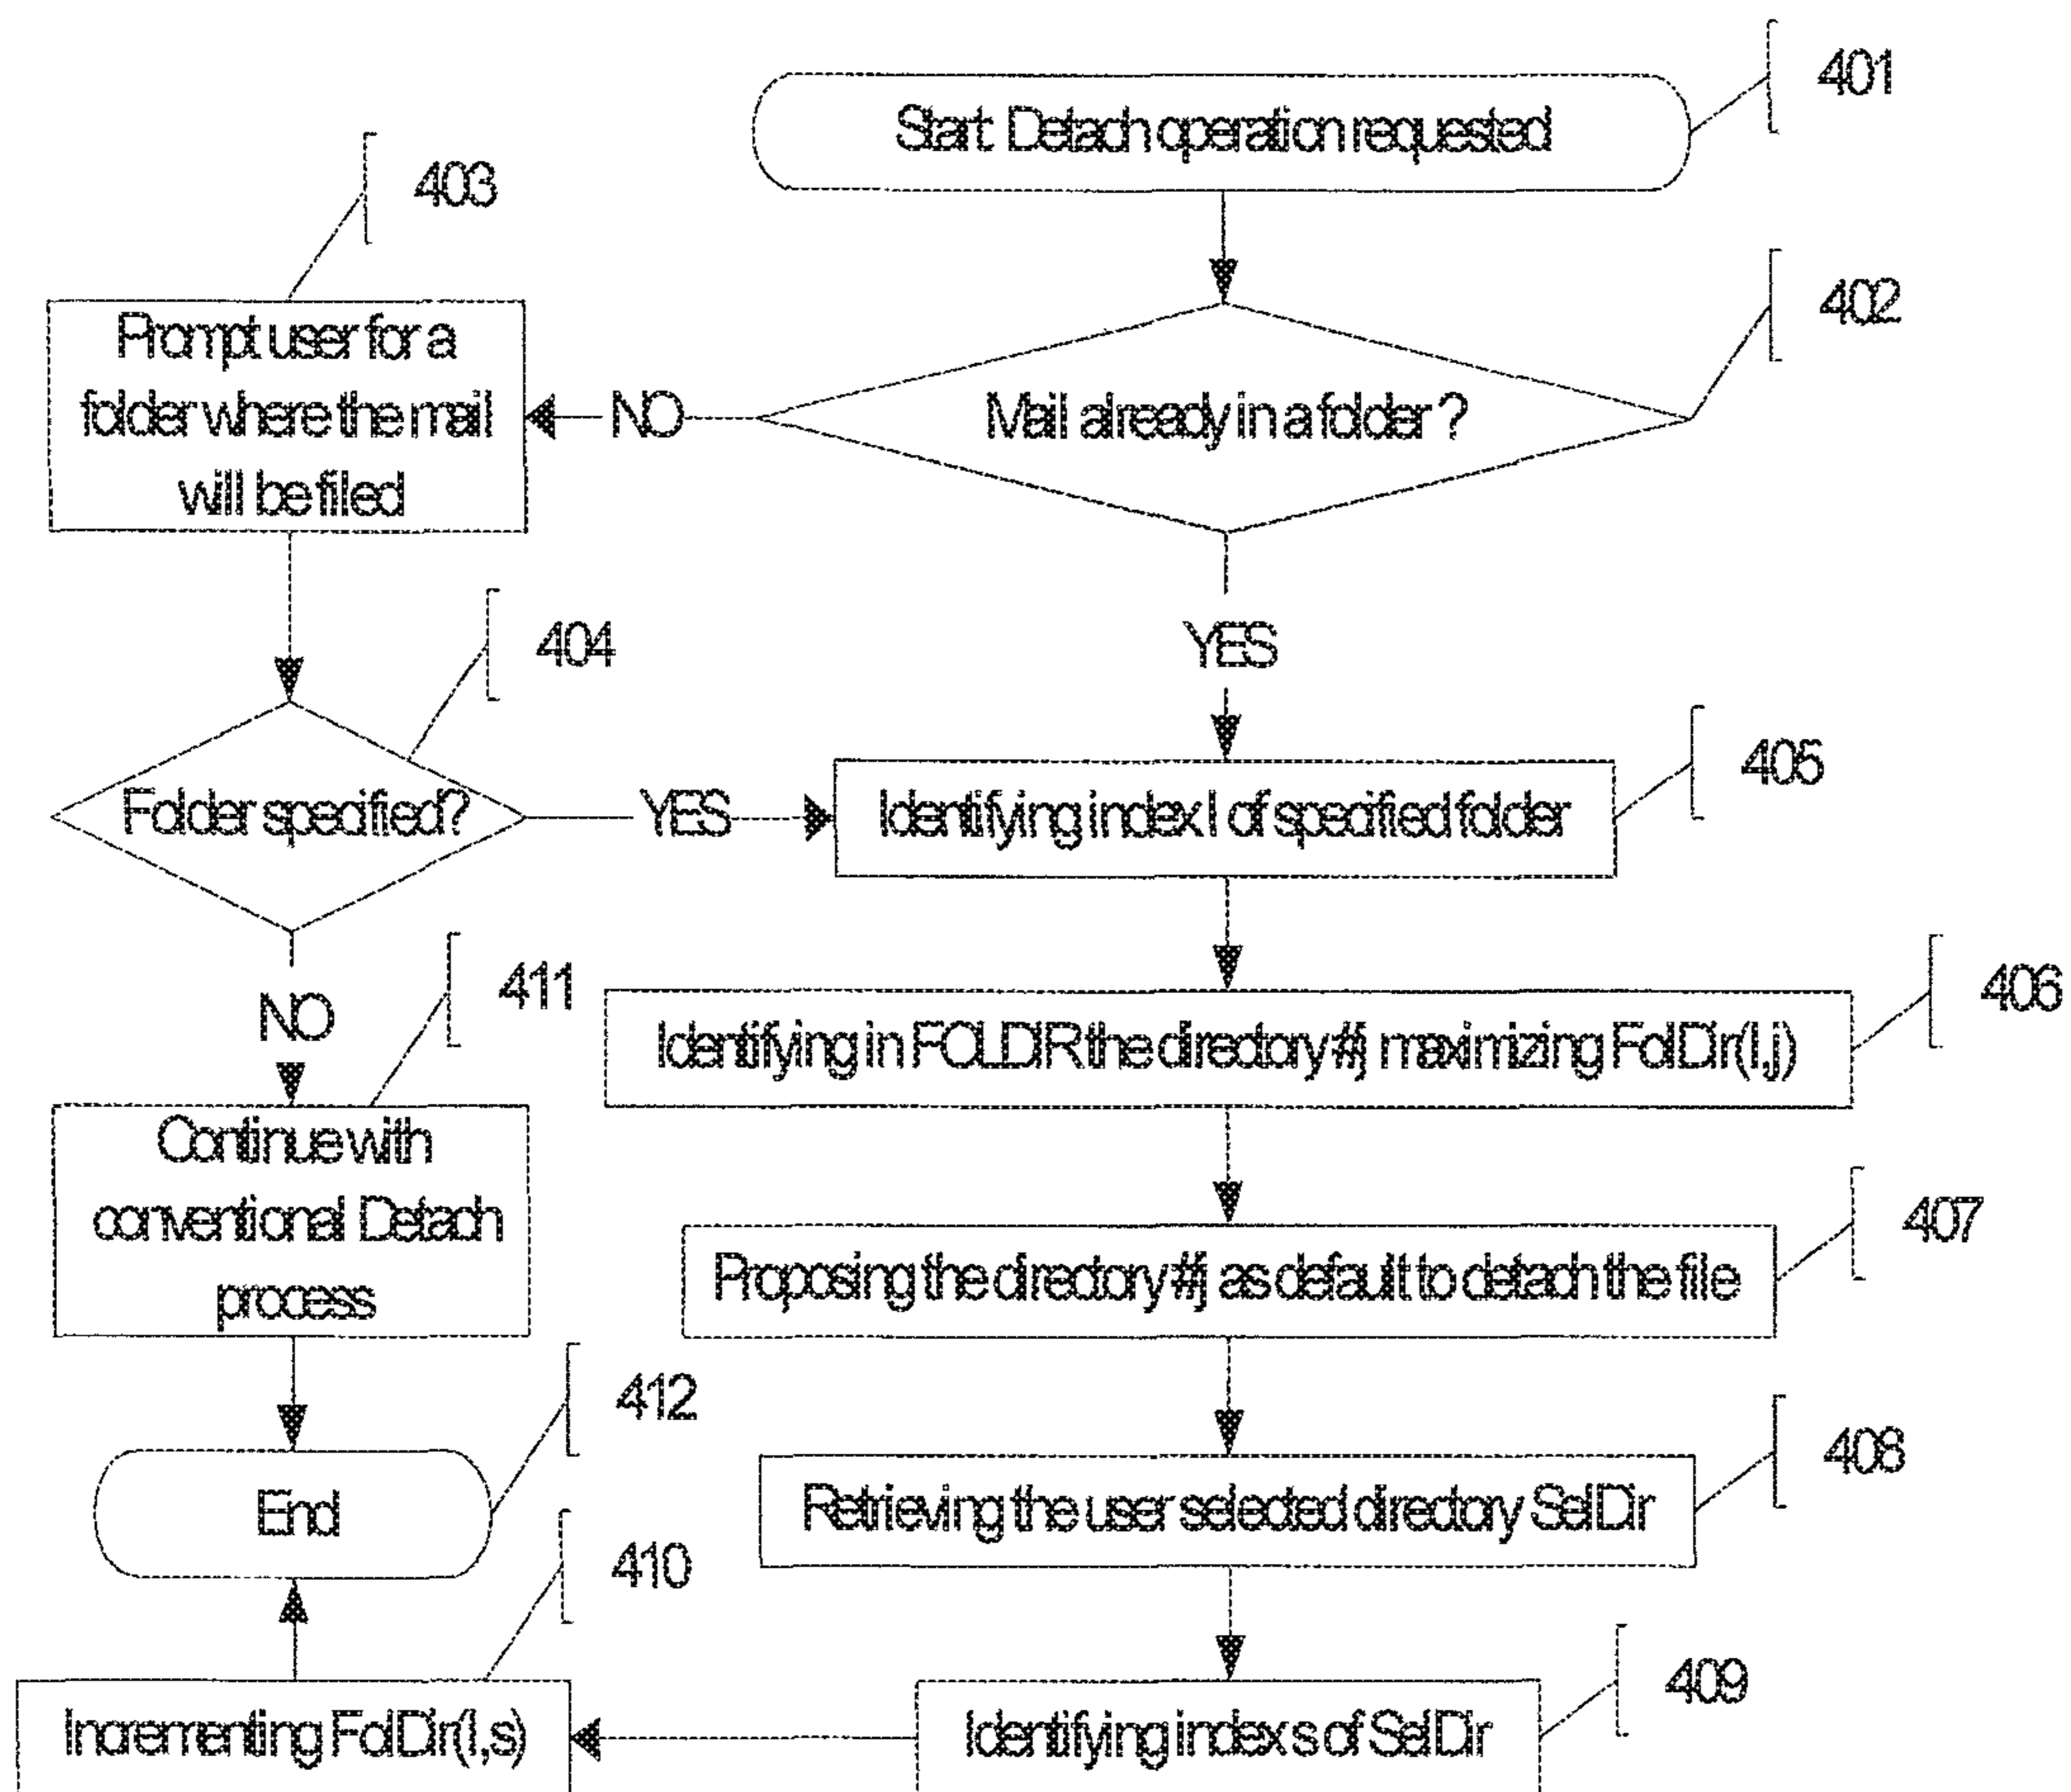 401
Start: Detach operation requested
403
402
Prompt user for a
folder where the mail
will be filed
NO
Mail already in a folder ?
404
YES
405
Folder specified?
YES
Identifying index I of specified folder
411
406
NO
Identifying in FOLDIR the directory #j maximizing FolDir(I,j)
Continue with
conventional Detach
process
407
Proposing the directory #j as default to detach the file
412
408
End
Retrieving the user selected directory SelDir
410
409
Incrementing FolDir(I,s)
Identifying index s of SelDir